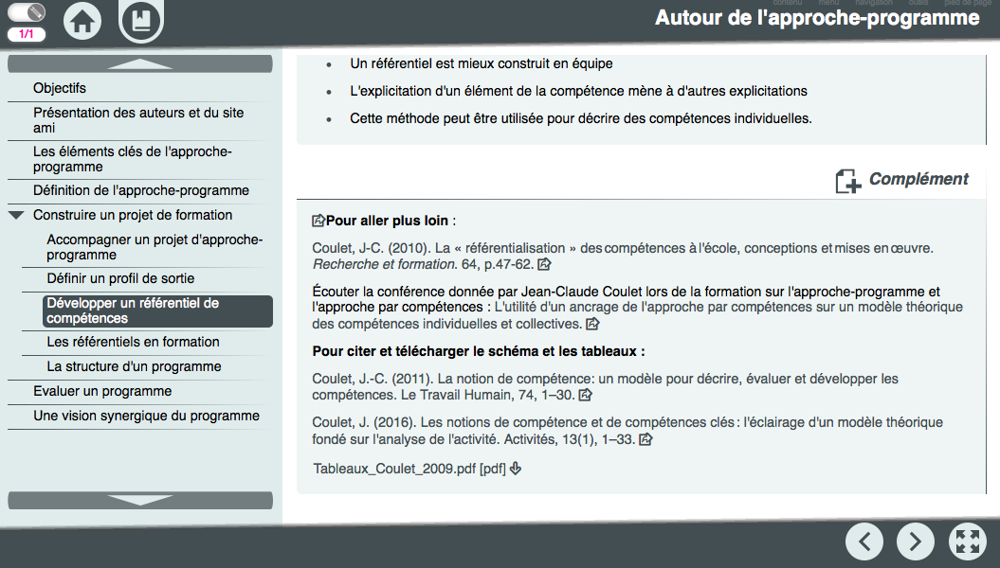 contenu menu navigation outils pied de page
Autour de l'approche-programme
1/1
Objectifs
Présentation des auteurs et du site
ami
Les éléments clés de l'approche-
programme
Définition de l'approche-programme
Construire un projet de formation
Accompagner un projet d'approche-
programme
Définir un profil de sortie
Développer un référentiel de
compétences
Les référentiels en formation
La structure d'un programme
Evaluer un programme
Une vision synergique du programme
• Un référentiel est mieux construit en équipe
• L'explicitation d'un élément de la compétence mène à d'autres explicitations
• Cette méthode peut être utilisée pour décrire des compétences individuelles.
Complément
Pour aller plus loin :
Coulet, J-C. (2010). La « référentialisation » des compétences à l'école, conceptions et mises en œuvre.
Recherche et formation. 64, p.47-62.
Écouter la conférence donnée par Jean-Claude Coulet lors de la formation sur l'approche-programme et
l'approche par compétences : L'utilité d'un ancrage de l'approche par compétences sur un modèle théorique
des compétences individuelles et collectives.
Pour citer et télécharger le schéma et les tableaux :
Coulet, J.-C. (2011). La notion de compétence: un modèle pour décrire, évaluer et développer les
compétences. Le Travail Humain, 74, 1–30.
Coulet, J. (2016). Les notions de compétence et de compétences clés : l'éclairage d'un modèle théorique
fondé sur l'analyse de l'activité. Activités, 13(1), 1–33.
Tableaux_Coulet_2009.pdf [pdf]